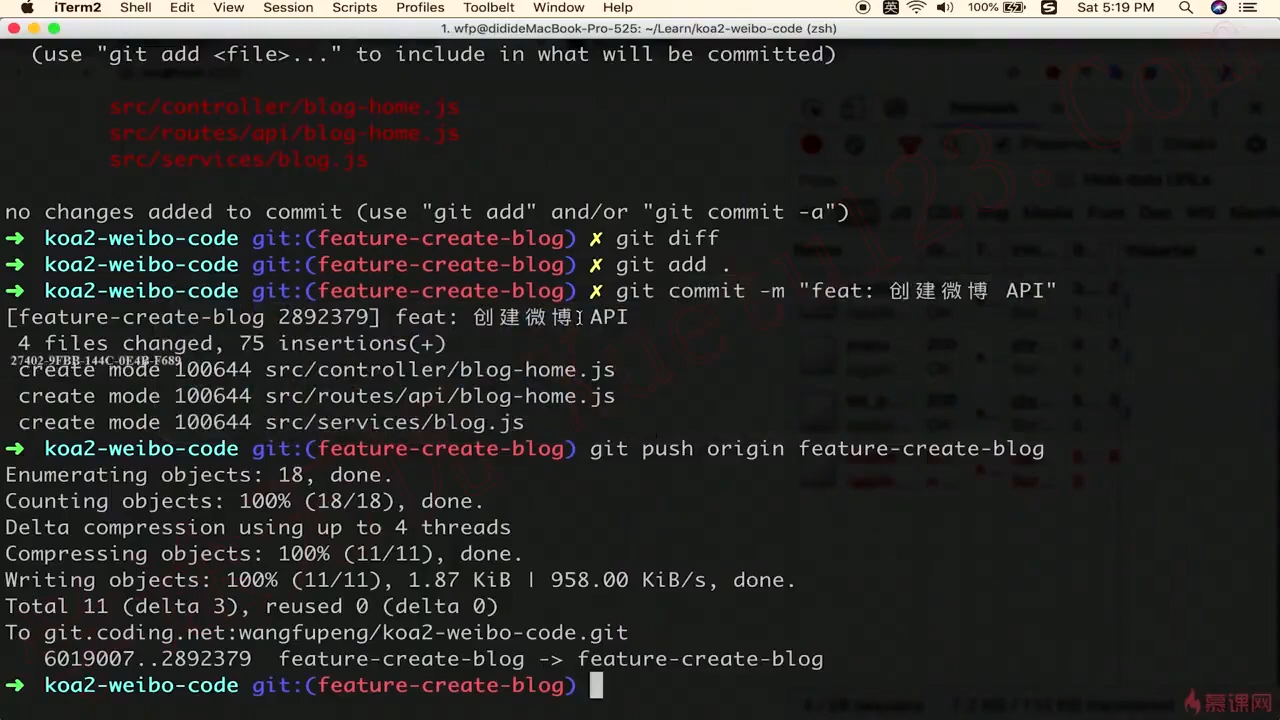 iTerm2 Shell Edit View Session Scripts Profiles Toolbelt Window Help 英 100% Sat 5:19 PM
1. wfp@didideMacBook-Pro-525: ~/Learn/koa2-weibo-code (zsh)
(use "git add <file>..." to include in what will be committed)
src/controller/blog-home.js
src/routes/api/blog-home.js
src/services/blog.js
no changes added to commit (use "git add" and/or "git commit -a")
➜ koa2-weibo-code git:(feature-create-blog) ✗ git diff
➜ koa2-weibo-code git:(feature-create-blog) ✗ git add .
➜ koa2-weibo-code git:(feature-create-blog) ✗ git commit -m "feat: 创建微博 API"
[feature-create-blog 2892379] feat: 创建微博 API
4 files changed, 75 insertions(+)
27402-9FBB-144C-0E4B-F689
create mode 100644 src/controller/blog-home.js
create mode 100644 src/routes/api/blog-home.js
create mode 100644 src/services/blog.js
➜ koa2-weibo-code git:(feature-create-blog) git push origin feature-create-blog
Enumerating objects: 18, done.
Counting objects: 100% (18/18), done.
Delta compression using up to 4 threads
Compressing objects: 100% (11/11), done.
Writing objects: 100% (11/11), 1.87 KiB | 958.00 KiB/s, done.
Total 11 (delta 3), reused 0 (delta 0)
To git.coding.net:wangfupeng/koa2-weibo-code.git
6019007..2892379 feature-create-blog -> feature-create-blog
➜ koa2-weibo-code git:(feature-create-blog)
慕课网